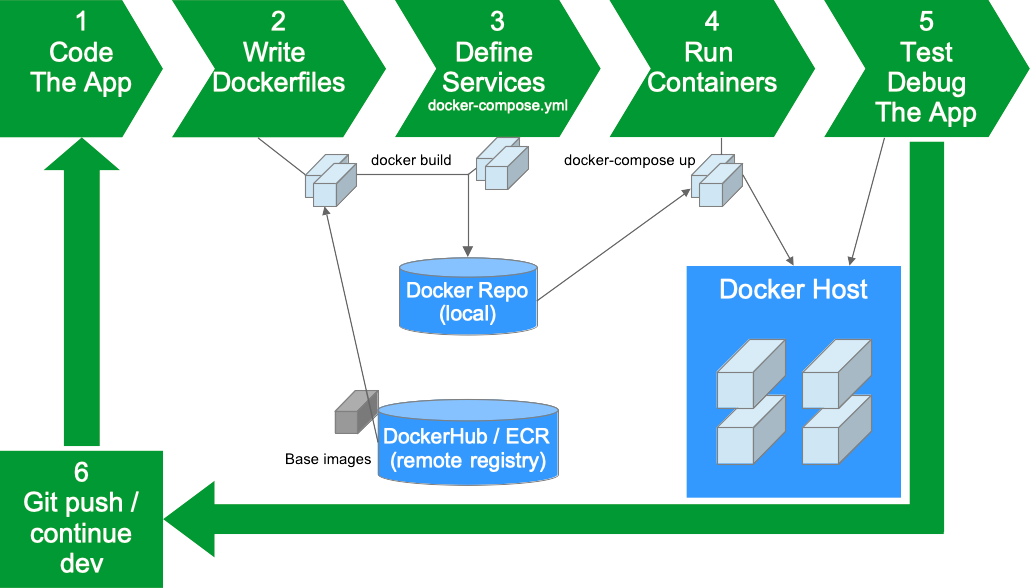 1
Code
The App
2
Write
Dockerfiles
3
Define
Services
docker-compose.yml
4
Run
Containers
5
Test
Debug
The App
docker build
docker-compose up
Docker Repo
(local)
Docker Host
DockerHub / ECR
(remote registry)
Base images
6
Git push /
continue
dev